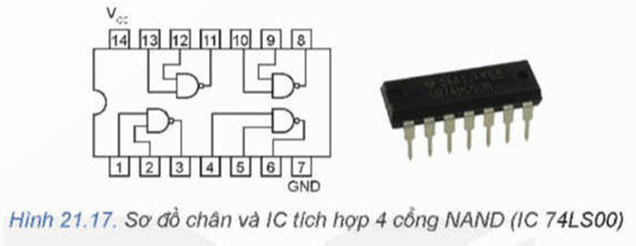 Vcc
14 13 12 11 10 9 8
1 2 3 4 5 6 7
GND
Hình 21.17. Sơ đồ chân và IC tích hợp 4 cổng NAND (IC 74LS00)